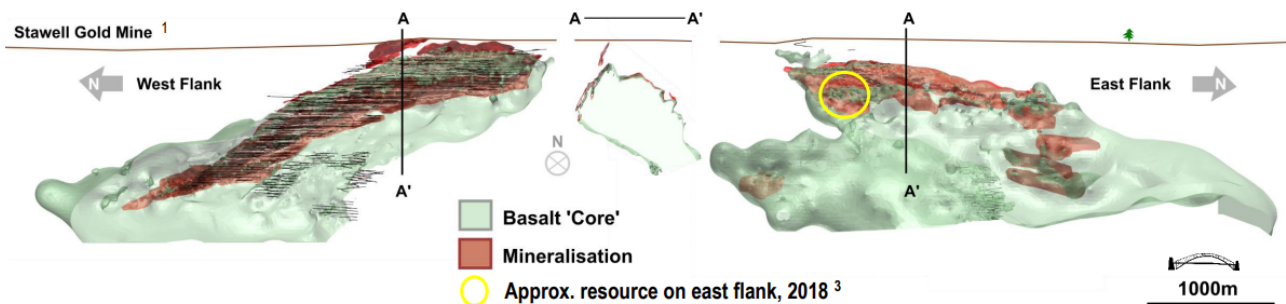 A
A
A'
A
Stawell Gold Mine 1
N
West Flank
East Flank
N
N
A'
A'
Basalt 'Core'
Mineralisation
Approx. resource on east flank, 2018 3
1000m